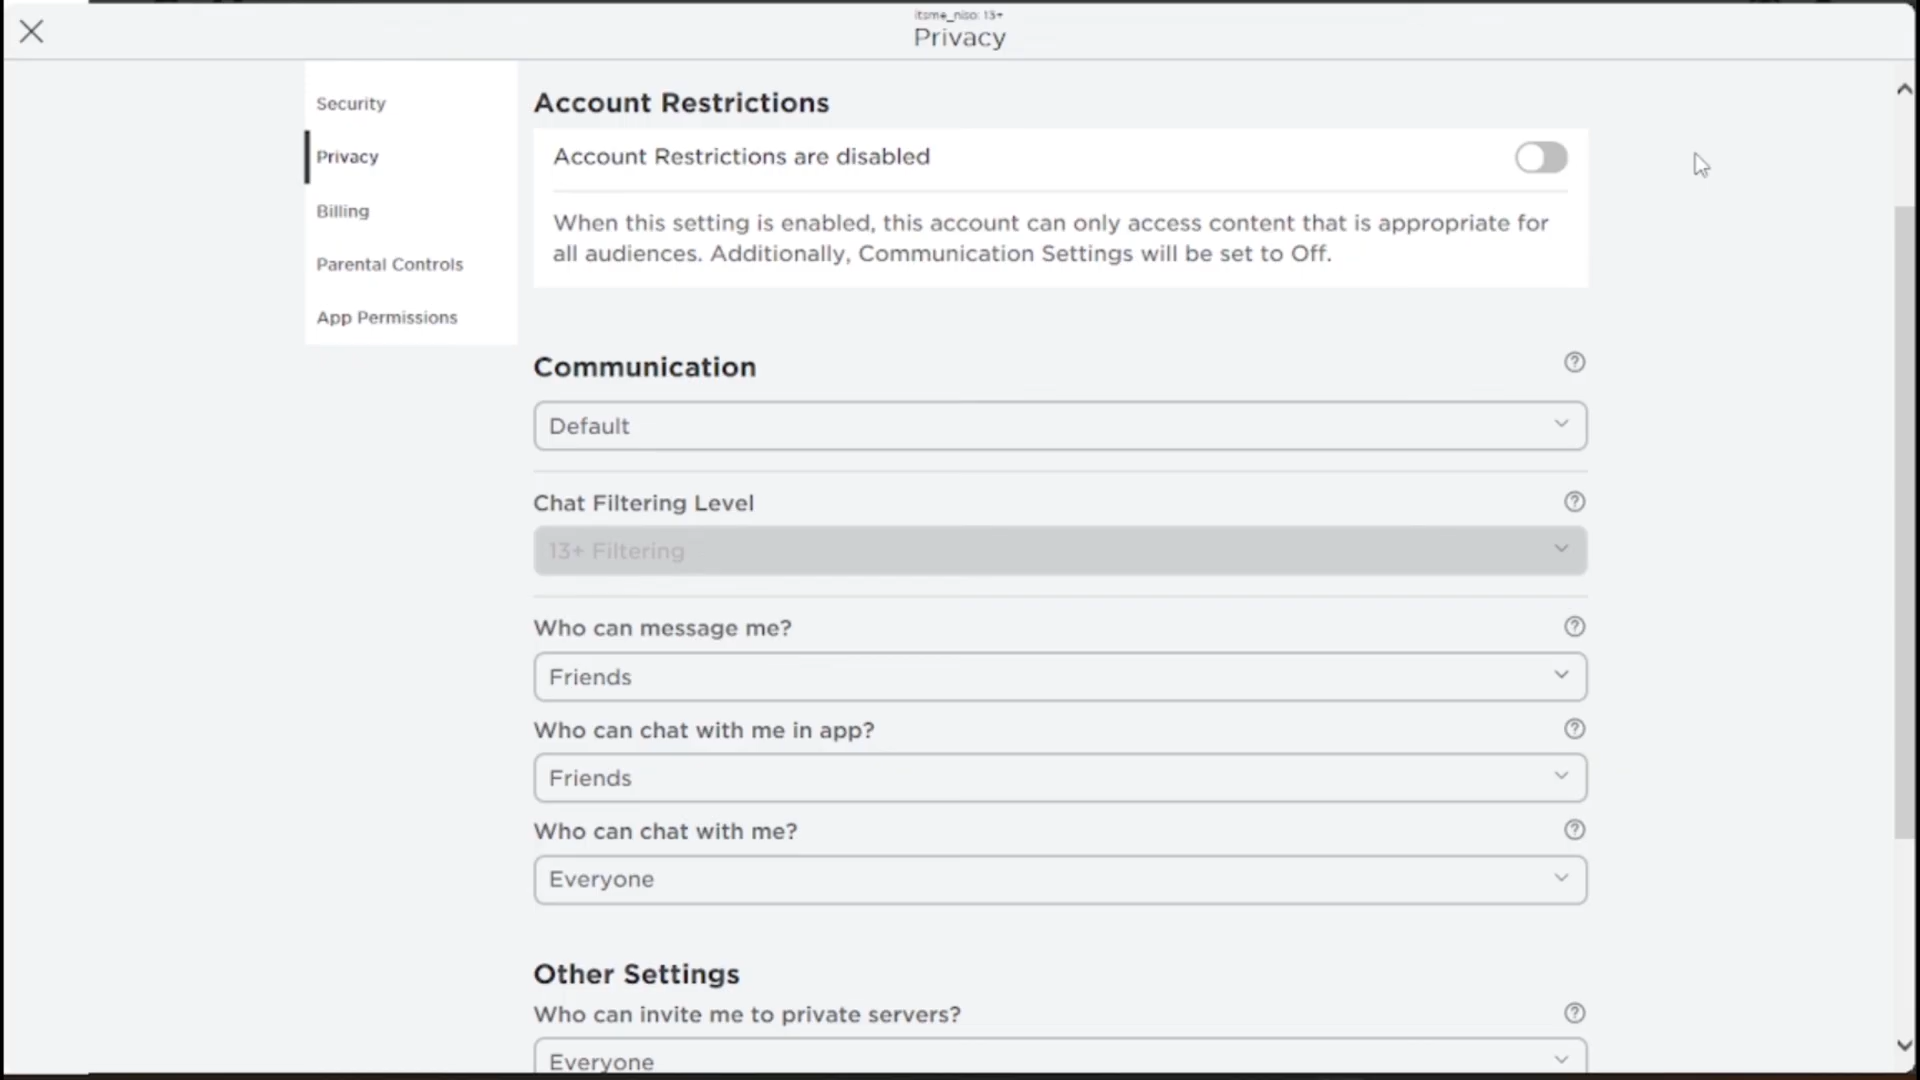 itsme_niso: 13+
Privacy
Security
Privacy
Billing
Parental Controls
App Permissions
Account Restrictions
Account Restrictions are disabled
When this setting is enabled, this account can only access content that is appropriate for
all audiences. Additionally, Communication Settings will be set to Off.
Communication
Default
Chat Filtering Level
13+ Filtering
Who can message me?
Friends
Who can chat with me in app?
Friends
Who can chat with me?
Everyone
Other Settings
Who can invite me to private servers?
Everyone